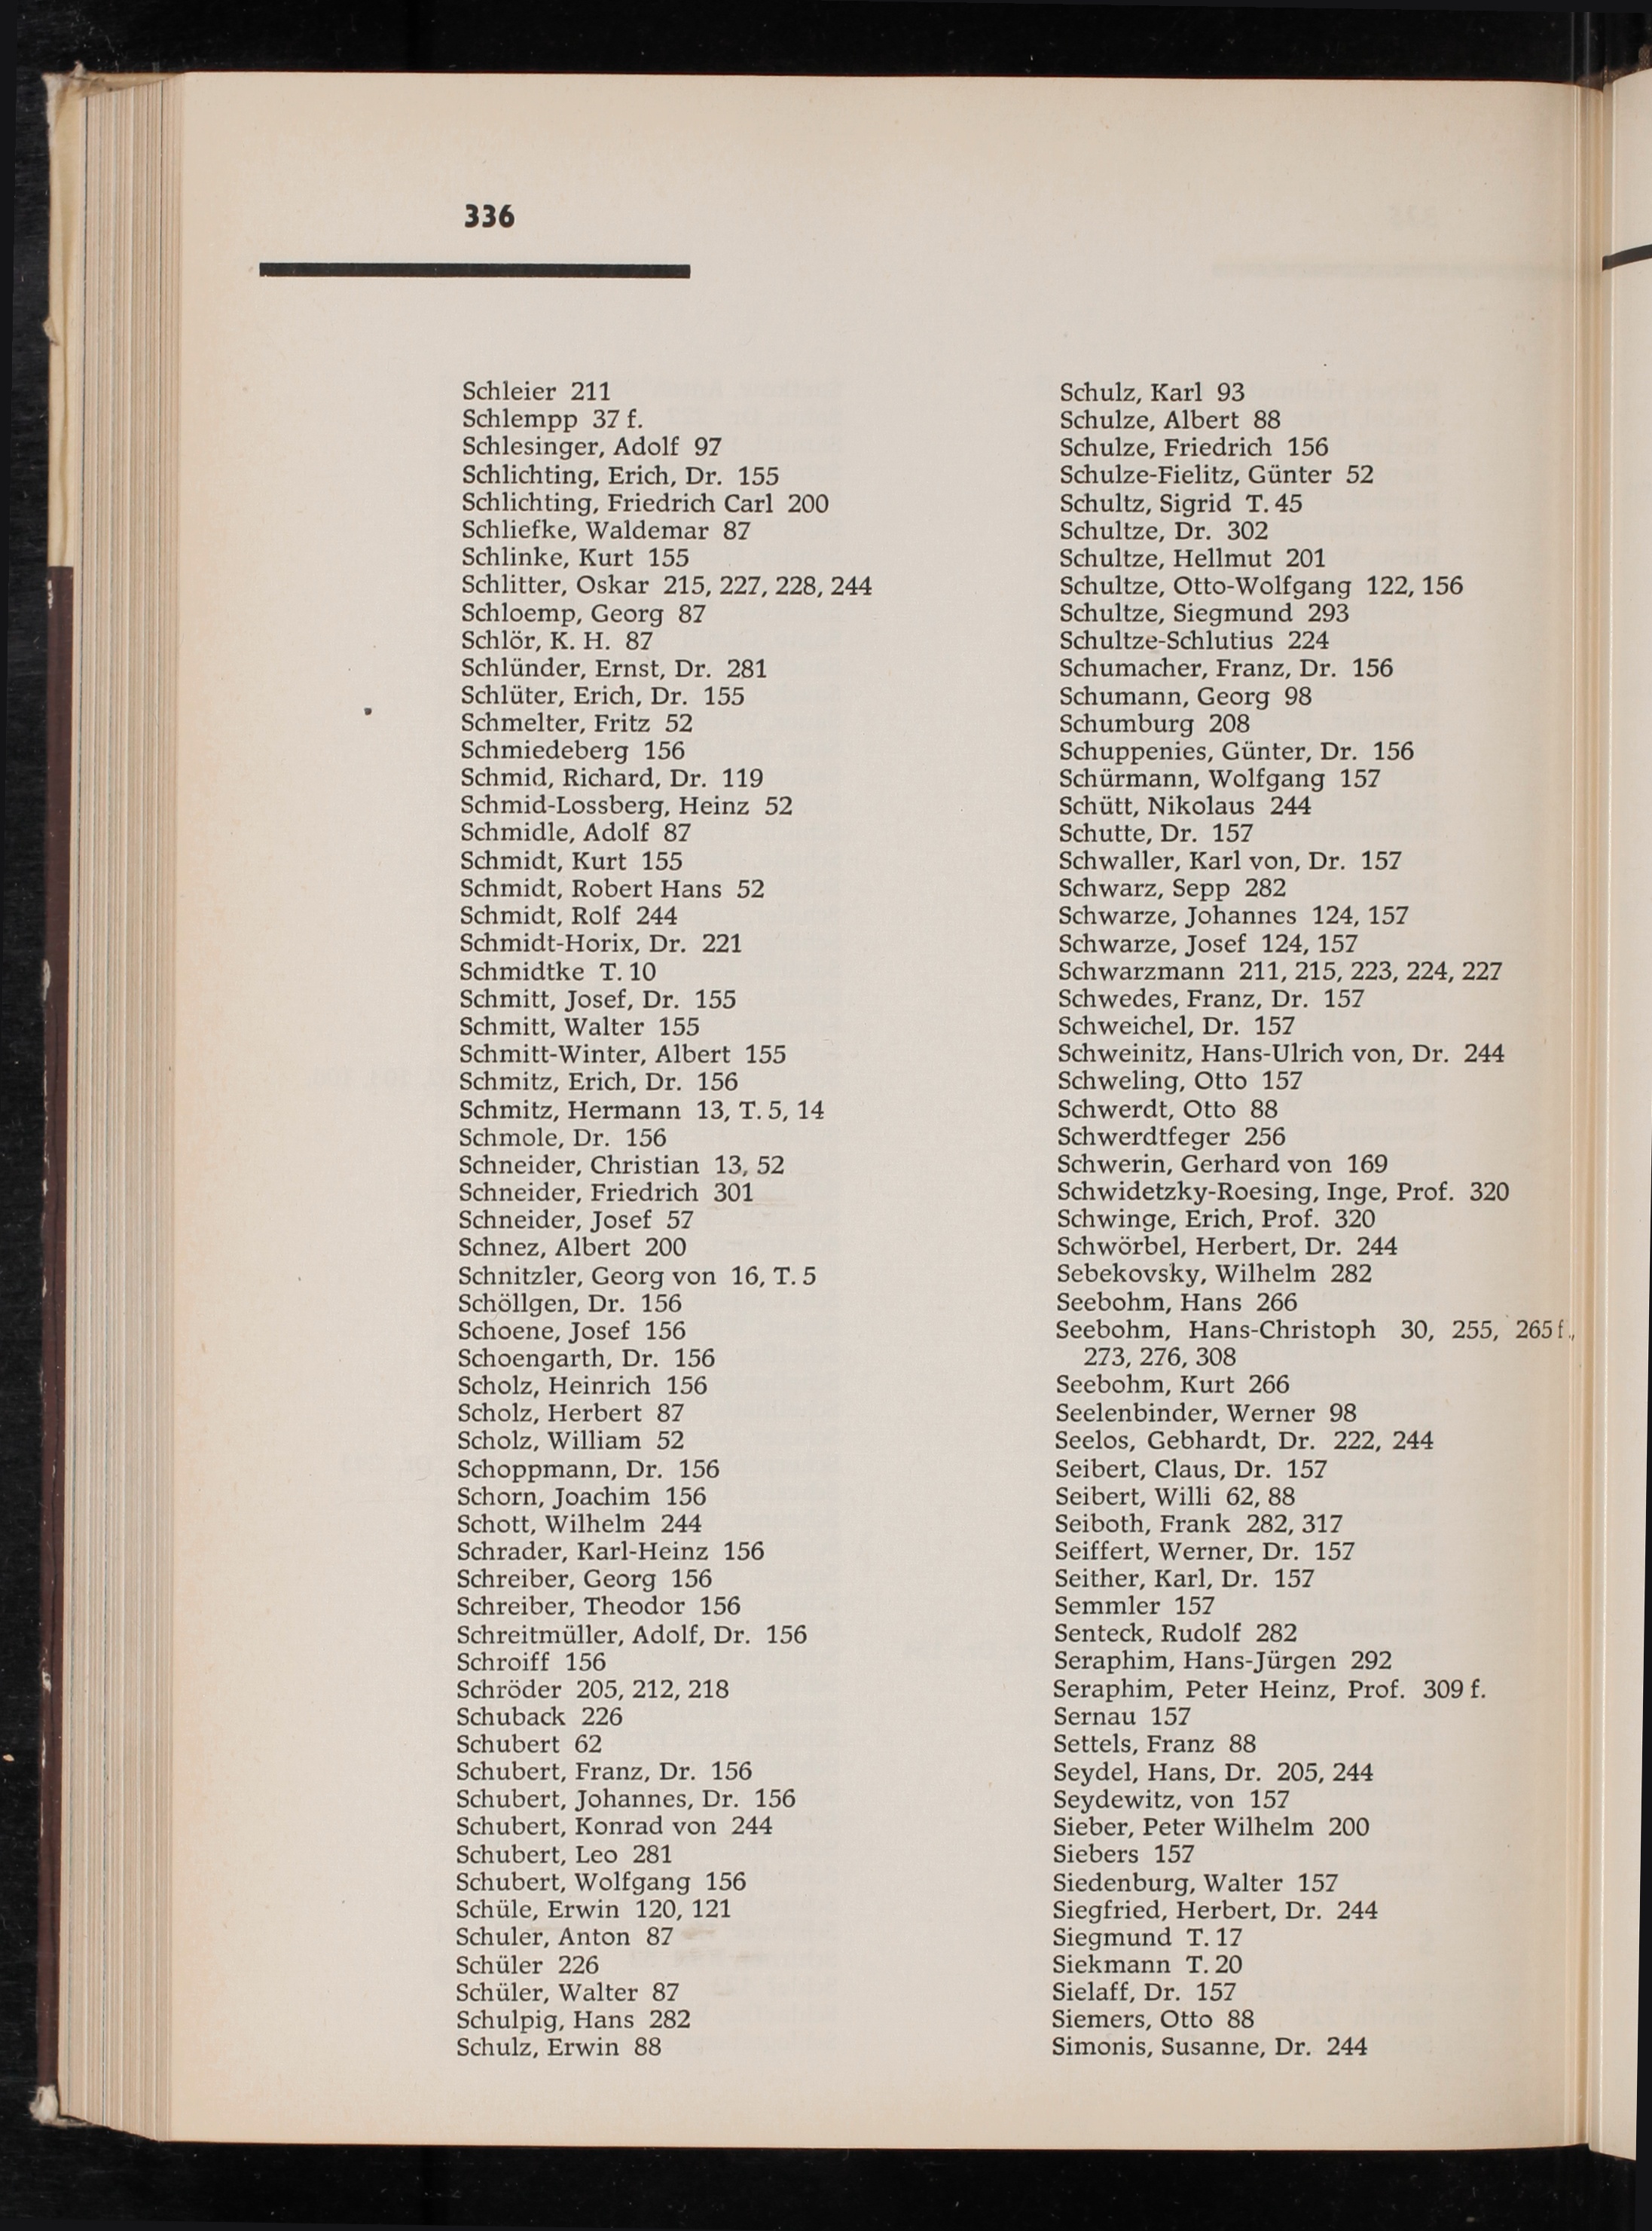 336
Schleier 211
Schlempp 37 f.
Schlesinger, Adolf 97
Schlichting, Erich, Dr. 155
Schlichting, Friedrich Carl 200
Schliefke, Waldemar 87
Schlinke, Kurt 155
Schlitter, Oskar 215, 227, 228, 244
Schloemp, Georg 87
Schlör, K. H. 87
Schlünder, Ernst, Dr. 281
Schlüter, Erich, Dr. 155
Schmelter, Fritz 52
Schmiedeberg 156
Schmid, Richard, Dr. 119
Schmid-Lossberg, Heinz 52
Schmidle, Adolf 87
Schmidt, Kurt 155
Schmidt, Robert Hans 52
Schmidt, Rolf 244
Schmidt-Horix, Dr. 221
Schmidtke T. 10
Schmitt, Josef, Dr. 155
Schmitt, Walter 155
Schmitt-Winter, Albert 155
Schmitz, Erich, Dr. 156
Schmitz, Hermann 13, T. 5, 14
Schmole, Dr. 156
Schneider, Christian 13, 52
Schneider, Friedrich 301
Schneider, Josef 57
Schnez, Albert 200
Schnitzler, Georg von 16, T. 5
Schöllgen, Dr. 156
Schoene, Josef 156
Schoengarth, Dr. 156
Scholz, Heinrich 156
Scholz, Herbert 87
Scholz, William 52
Schoppmann, Dr. 156
Schorn, Joachim 156
Schott, Wilhelm 244
Schrader, Karl-Heinz 156
Schreiber, Georg 156
Schreiber, Theodor 156
Schreitmüller, Adolf, Dr. 156
Schroiff 156
Schröder 205, 212, 218
Schuback 226
Schubert 62
Schubert, Franz, Dr. 156
Schubert, Johannes, Dr. 156
Schubert, Konrad von 244
Schubert, Leo 281
Schubert, Wolfgang 156
Schüle, Erwin 120, 121
Schuler, Anton 87
Schüler 226
Schüler, Walter 87
Schulpig, Hans 282
Schulz, Erwin 88
Schulz, Karl 93
Schulze, Albert 88
Schulze, Friedrich 156
Schulze-Fielitz, Günter 52
Schultz, Sigrid T. 45
Schultze, Dr. 302
Schultze, Hellmut 201
Schultze, Otto-Wolfgang 122, 156
Schultze, Siegmund 293
Schultze-Schlutius 224
Schumacher, Franz, Dr. 156
Schumann, Georg 98
Schumburg 208
Schuppenies, Günter, Dr. 156
Schürmann, Wolfgang 157
Schütt, Nikolaus 244
Schutte, Dr. 157
Schwaller, Karl von, Dr. 157
Schwarz, Sepp 282
Schwarze, Johannes 124, 157
Schwarze, Josef 124, 157
Schwarzmann 211, 215, 223, 224, 227
Schwedes, Franz, Dr. 157
Schweichel, Dr. 157
Schweinitz, Hans-Ulrich von, Dr. 244
Schweling, Otto 157
Schwerdt, Otto 88
Schwerdtfeger 256
Schwerin, Gerhard von 169
Schwidetzky-Roesing, Inge, Prof. 320
Schwinge, Erich, Prof. 320
Schwörbel, Herbert, Dr. 244
Sebekovsky, Wilhelm 282
Seebohm, Hans 266
Seebohm, Hans-Christoph 30, 255, 265 f.,
273, 276, 308
Seebohm, Kurt 266
Seelenbinder, Werner 98
Seelos, Gebhardt, Dr. 222, 244
Seibert, Claus, Dr. 157
Seibert, Willi 62, 88
Seiboth, Frank 282, 317
Seiffert, Werner, Dr. 157
Seither, Karl, Dr. 157
Semmler 157
Senteck, Rudolf 282
Seraphim, Hans-Jürgen 292
Seraphim, Peter Heinz, Prof. 309 f.
Sernau 157
Settels, Franz 88
Seydel, Hans, Dr. 205, 244
Seydewitz, von 157
Sieber, Peter Wilhelm 200
Siebers 157
Siedenburg, Walter 157
Siegfried, Herbert, Dr. 244
Siegmund T. 17
Siekmann T. 20
Sielaff, Dr. 157
Siemers, Otto 88
Simonis, Susanne, Dr. 244